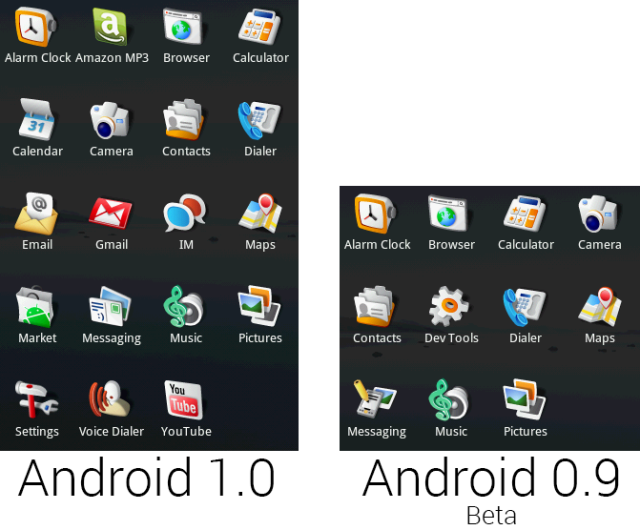 Alarm Clock Amazon MP3 Browser Calculator
31
Calendar Camera Contacts Dialer
@
Email Gmail IM Maps
Market Messaging Music Pictures
You
Tube
Settings Voice Dialer YouTube
Android 1.0
Alarm Clock Browser Calculator Camera
Contacts Dev Tools Dialer Maps
Messaging Music Pictures
Android 0.9
Beta